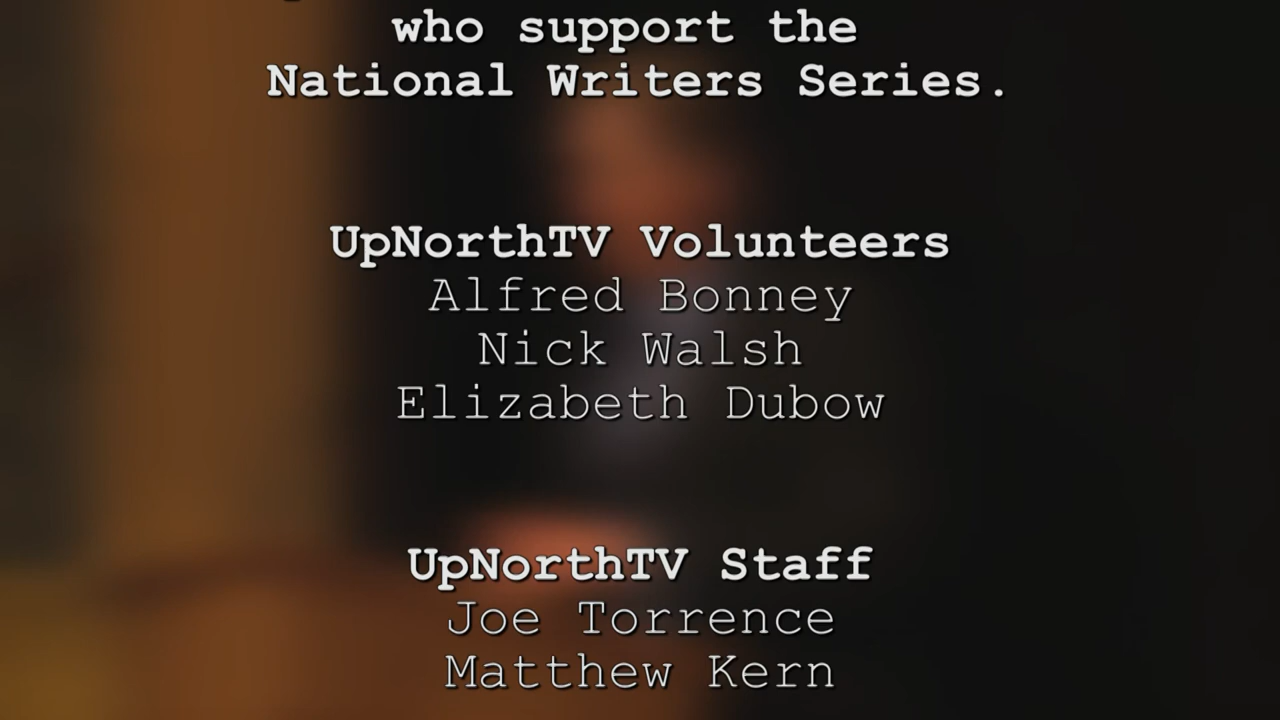 who support the
National Writers Series.
UpNorthTV Volunteers
Alfred Bonney
Nick Walsh
Elizabeth Dubow
UpNorthTV Staff
Joe Torrence
Matthew Kern